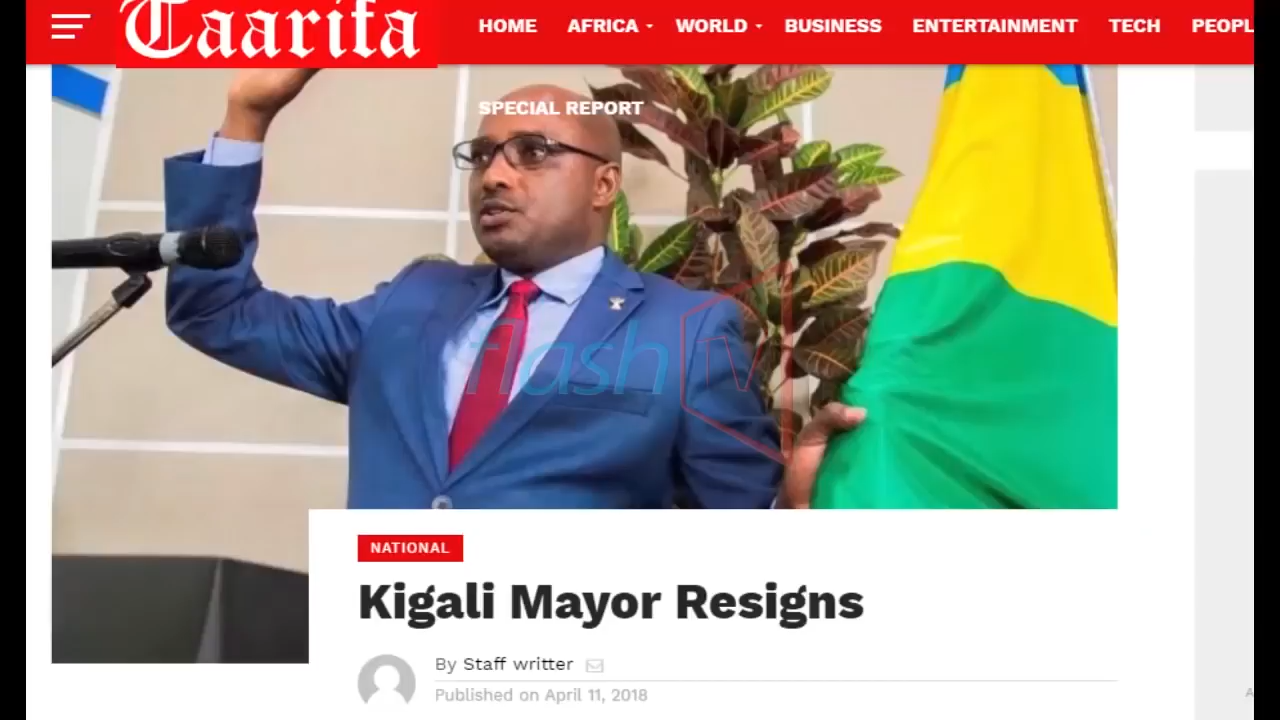 Taarifa
HOME AFRICA WORLD BUSINESS ENTERTAINMENT TECH PEOPL
SPECIAL REPORT
flash TV
NATIONAL
Kigali Mayor Resigns
By Staff writter
Published on April 11, 2018
A